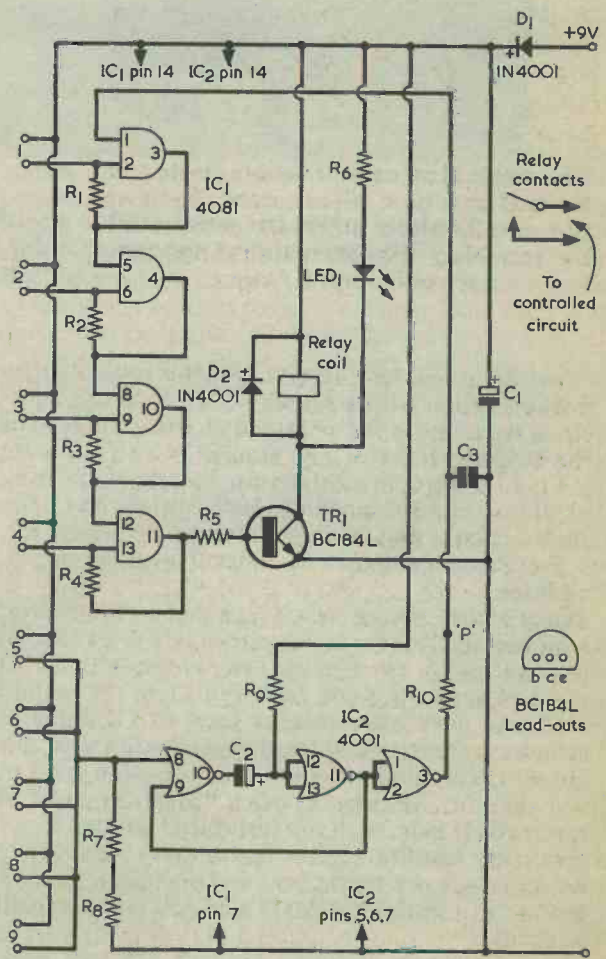 D1
+9V
1N4001
IC1 pin 14
IC2 pin 14
1
1
2
3
IC1
4081
R1
R6
Relay
contacts
2
5
6
4
R2
LED1
To
controlled
circuit
D2
1N4001
Relay
coil
+
3
8
9
10
R3
C1
C3
4
12
13
11
R4
R5
TR1
BC184L
5
'P'
6
R9
R10
b c e
BC184L
Lead-outs
IC2
4001
7
8
9
10
C2
+
12
13
11
1
2
3
R7
8
R8
IC1
pin 7
IC2
pins 5,6,7
9